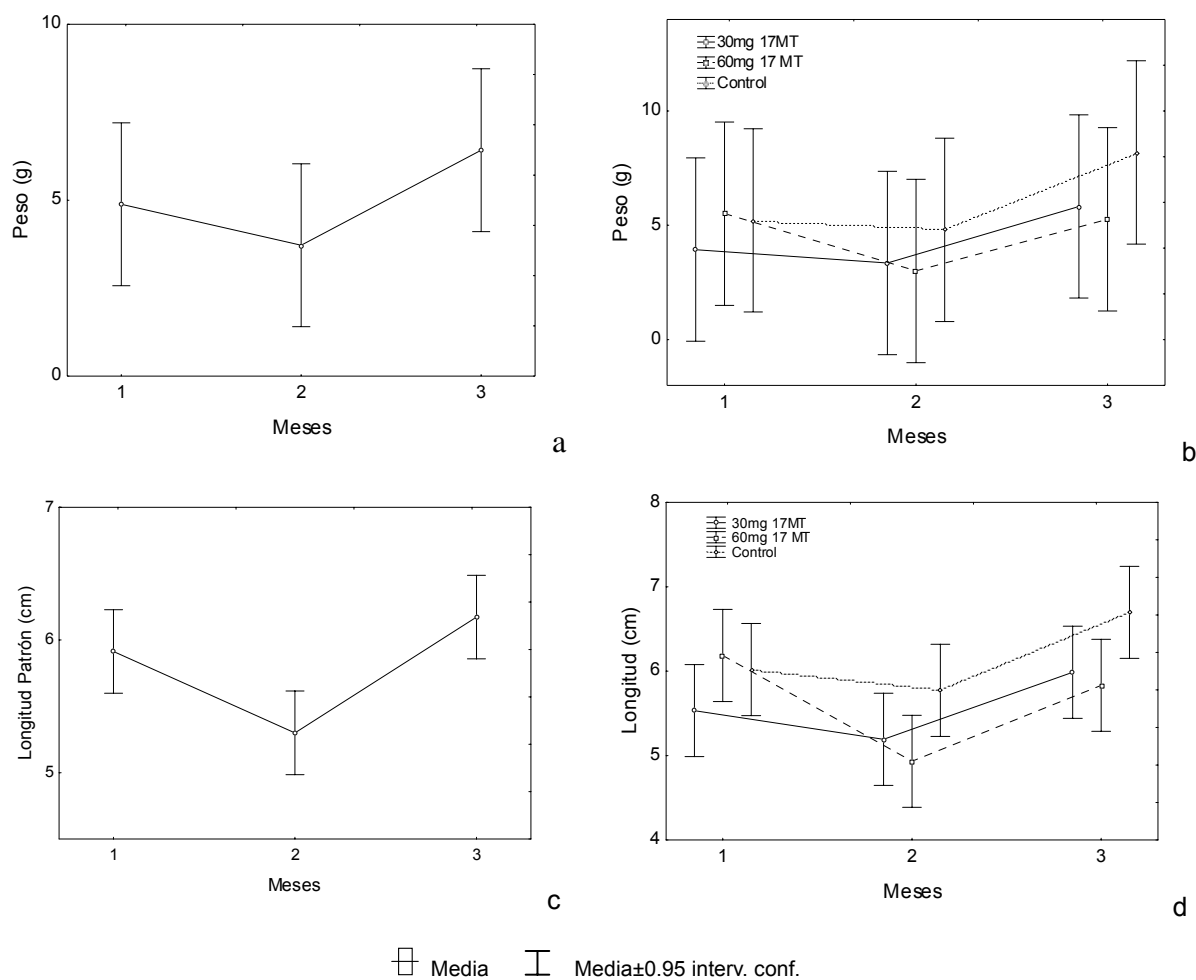 10
5
0
Peso (g)
1 2 3
Meses
a
30mg 17MT
60mg 17 MT
Control
10
5
0
Peso (g)
1 2 3
Meses
b
7
6
5
Longitud Patrón (cm)
1 2 3
Meses
c
30mg 17MT
60mg 17 MT
Control
8
7
6
5
4
Longitud (cm)
1 2 3
Meses
d
Media Media±0.95 interv. conf.